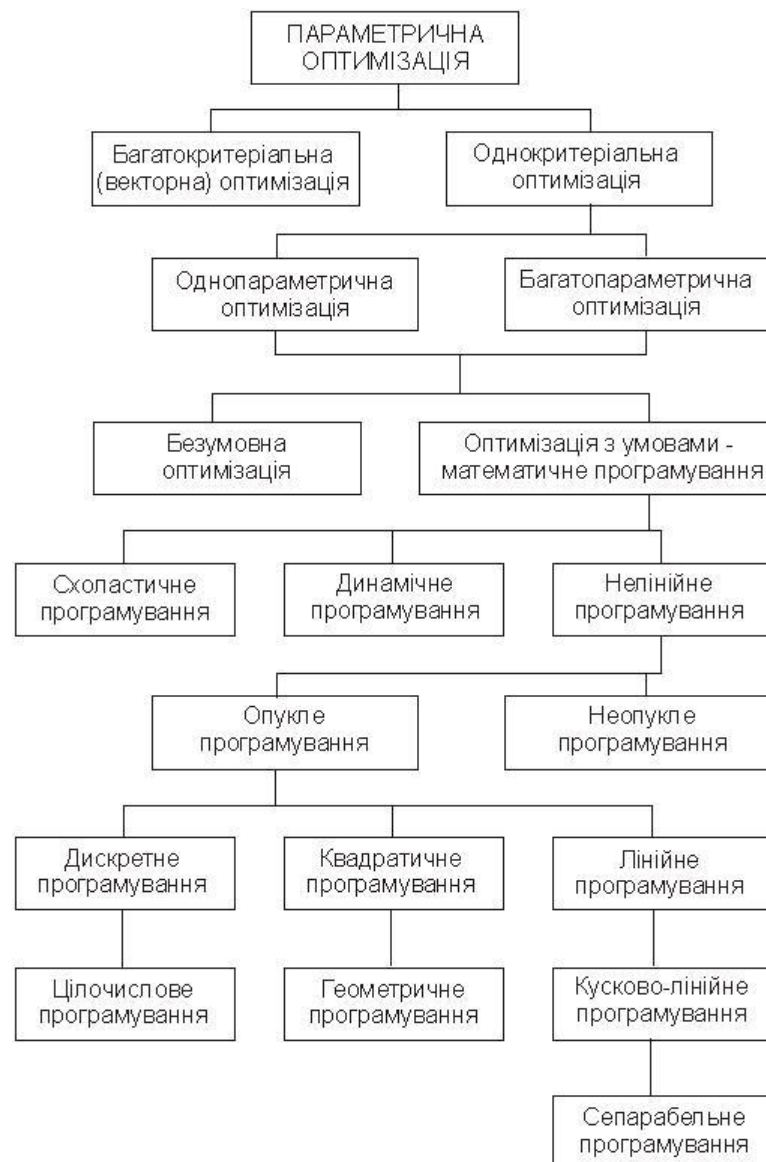 ПАРАМЕТРИЧНА
ОПТИМІЗАЦІЯ
Багатокритеріальна
(векторна) оптимізація
Однокритеріальна
оптимізація
Однопараметрична
оптимізація
Багатопараметрична
оптимізація
Безумовна
оптимізація
Оптимізація з умовами -
математичне програмування
Схоластичне
програмування
Динамічне
програмування
Нелінійне
програмування
Опукле
програмування
Неопукле
програмування
Дискретне
програмування
Квадратичне
програмування
Лінійне
програмування
Цілочислове
програмування
Геометричне
програмування
Кусково-лінійне
програмування
Сепарабельне
програмування